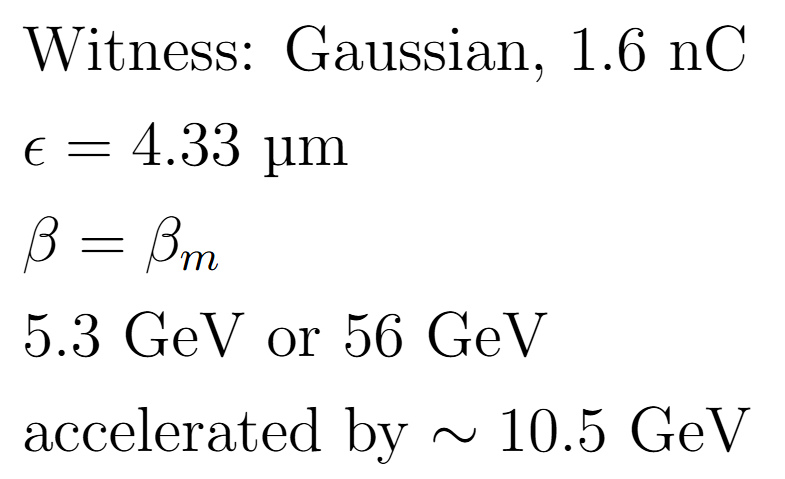 Witness: Gaussian, 1.6 nC
ϵ = 4.33 µm
β = βₘ
5.3 GeV or 56 GeV
accelerated by ∼ 10.5 GeV